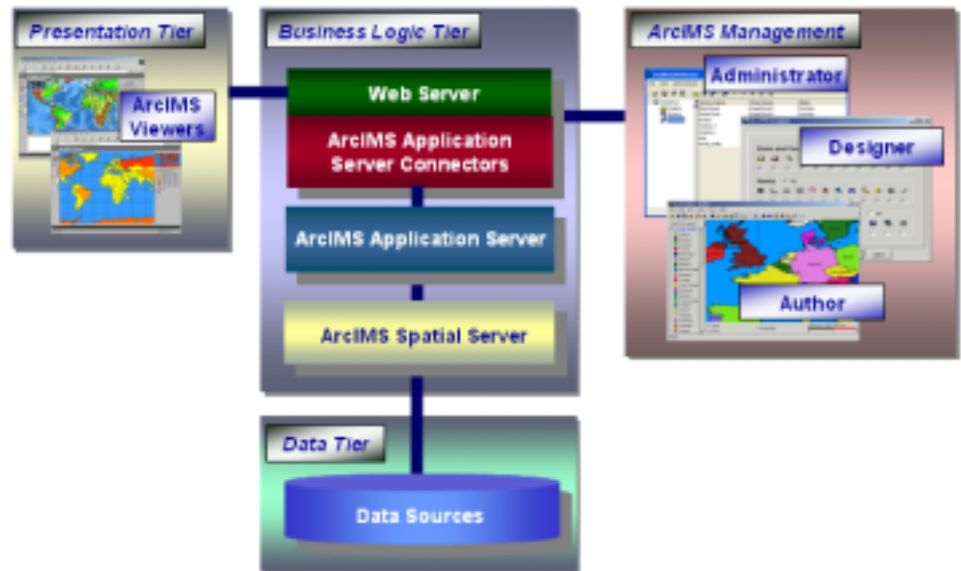 Presentation Tier
ArcIMS
Viewers
Business Logic Tier
Web Server
ArcIMS Application
Server Connectors
ArcIMS Application Server
ArcIMS Spatial Server
Data Tier
Data Sources
ArcIMS Management
Administrator
Designer
Author